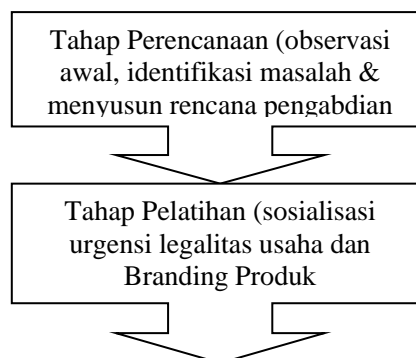 Tahap Perencanaan (observasi
awal, identifikasi masalah &
menyusun rencana pengabdian
Tahap Pelatihan (sosialisasi
urgensi legalitas usaha dan
Branding Produk